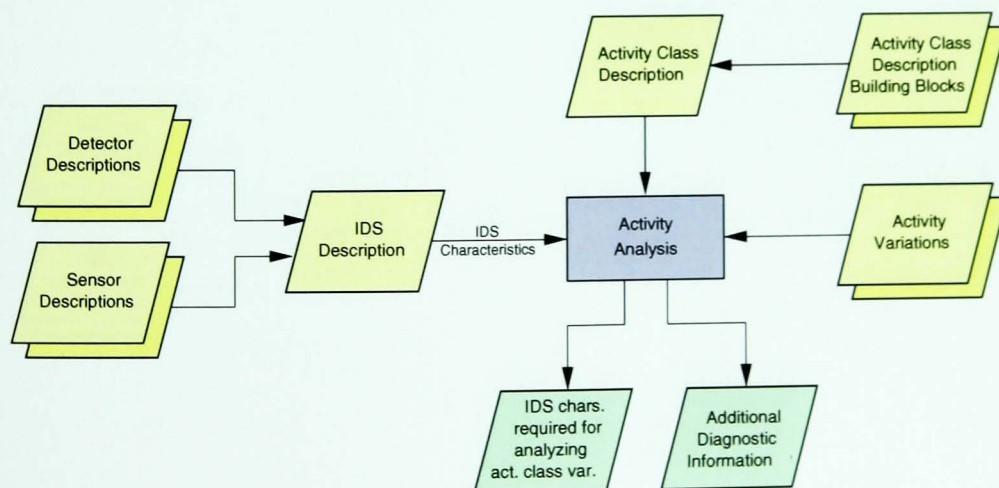 Activity Class
Description
Activity Class
Description
Building Blocks
Detector
Descriptions
IDS
Description
IDS
Characteristics
Activity
Analysis
Activity
Variations
Sensor
Descriptions
IDS chars.
required for
analyzing
act. class var.
Additional
Diagnostic
Information